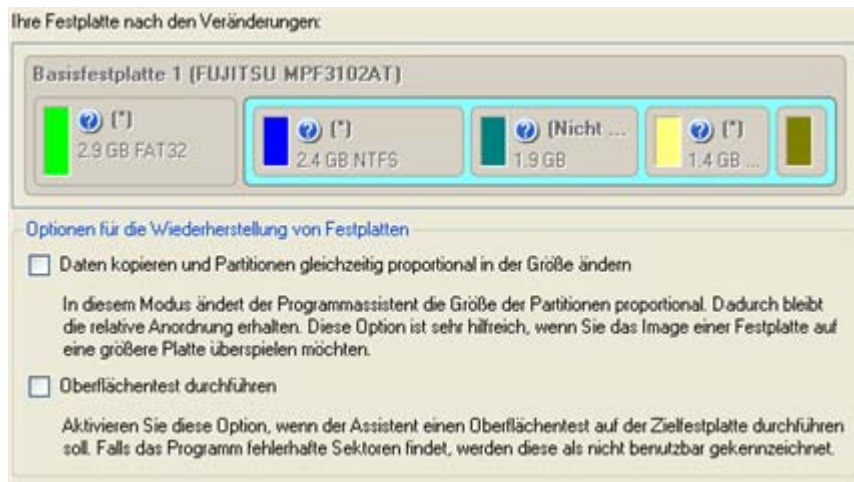 Ihre Festplatte nach den Veränderungen:
Basisfestplatte 1 (FUJITSU MPF3102AT)
(*)
2.9 GB FAT32
(*)
2.4 GB NTFS
(Nicht ...
1.9 GB
(*)
1.4 GB ...
Optionen für die Wiederherstellung von Festplatten
Daten kopieren und Partitionen gleichzeitig proportional in der Größe ändern
In diesem Modus ändert der Programmassistent die Größe der Partitionen proportional. Dadurch bleibt
die relative Anordnung erhalten. Diese Option ist sehr hilfreich, wenn Sie das Image einer Festplatte auf
eine größere Platte überspielen möchten.
Oberflächentest durchführen
Aktivieren Sie diese Option, wenn der Assistent einen Oberflächentest auf der Zielfestplatte durchführen
soll. Falls das Programm fehlerhafte Sektoren findet, werden diese als nicht benutzbar gekennzeichnet.